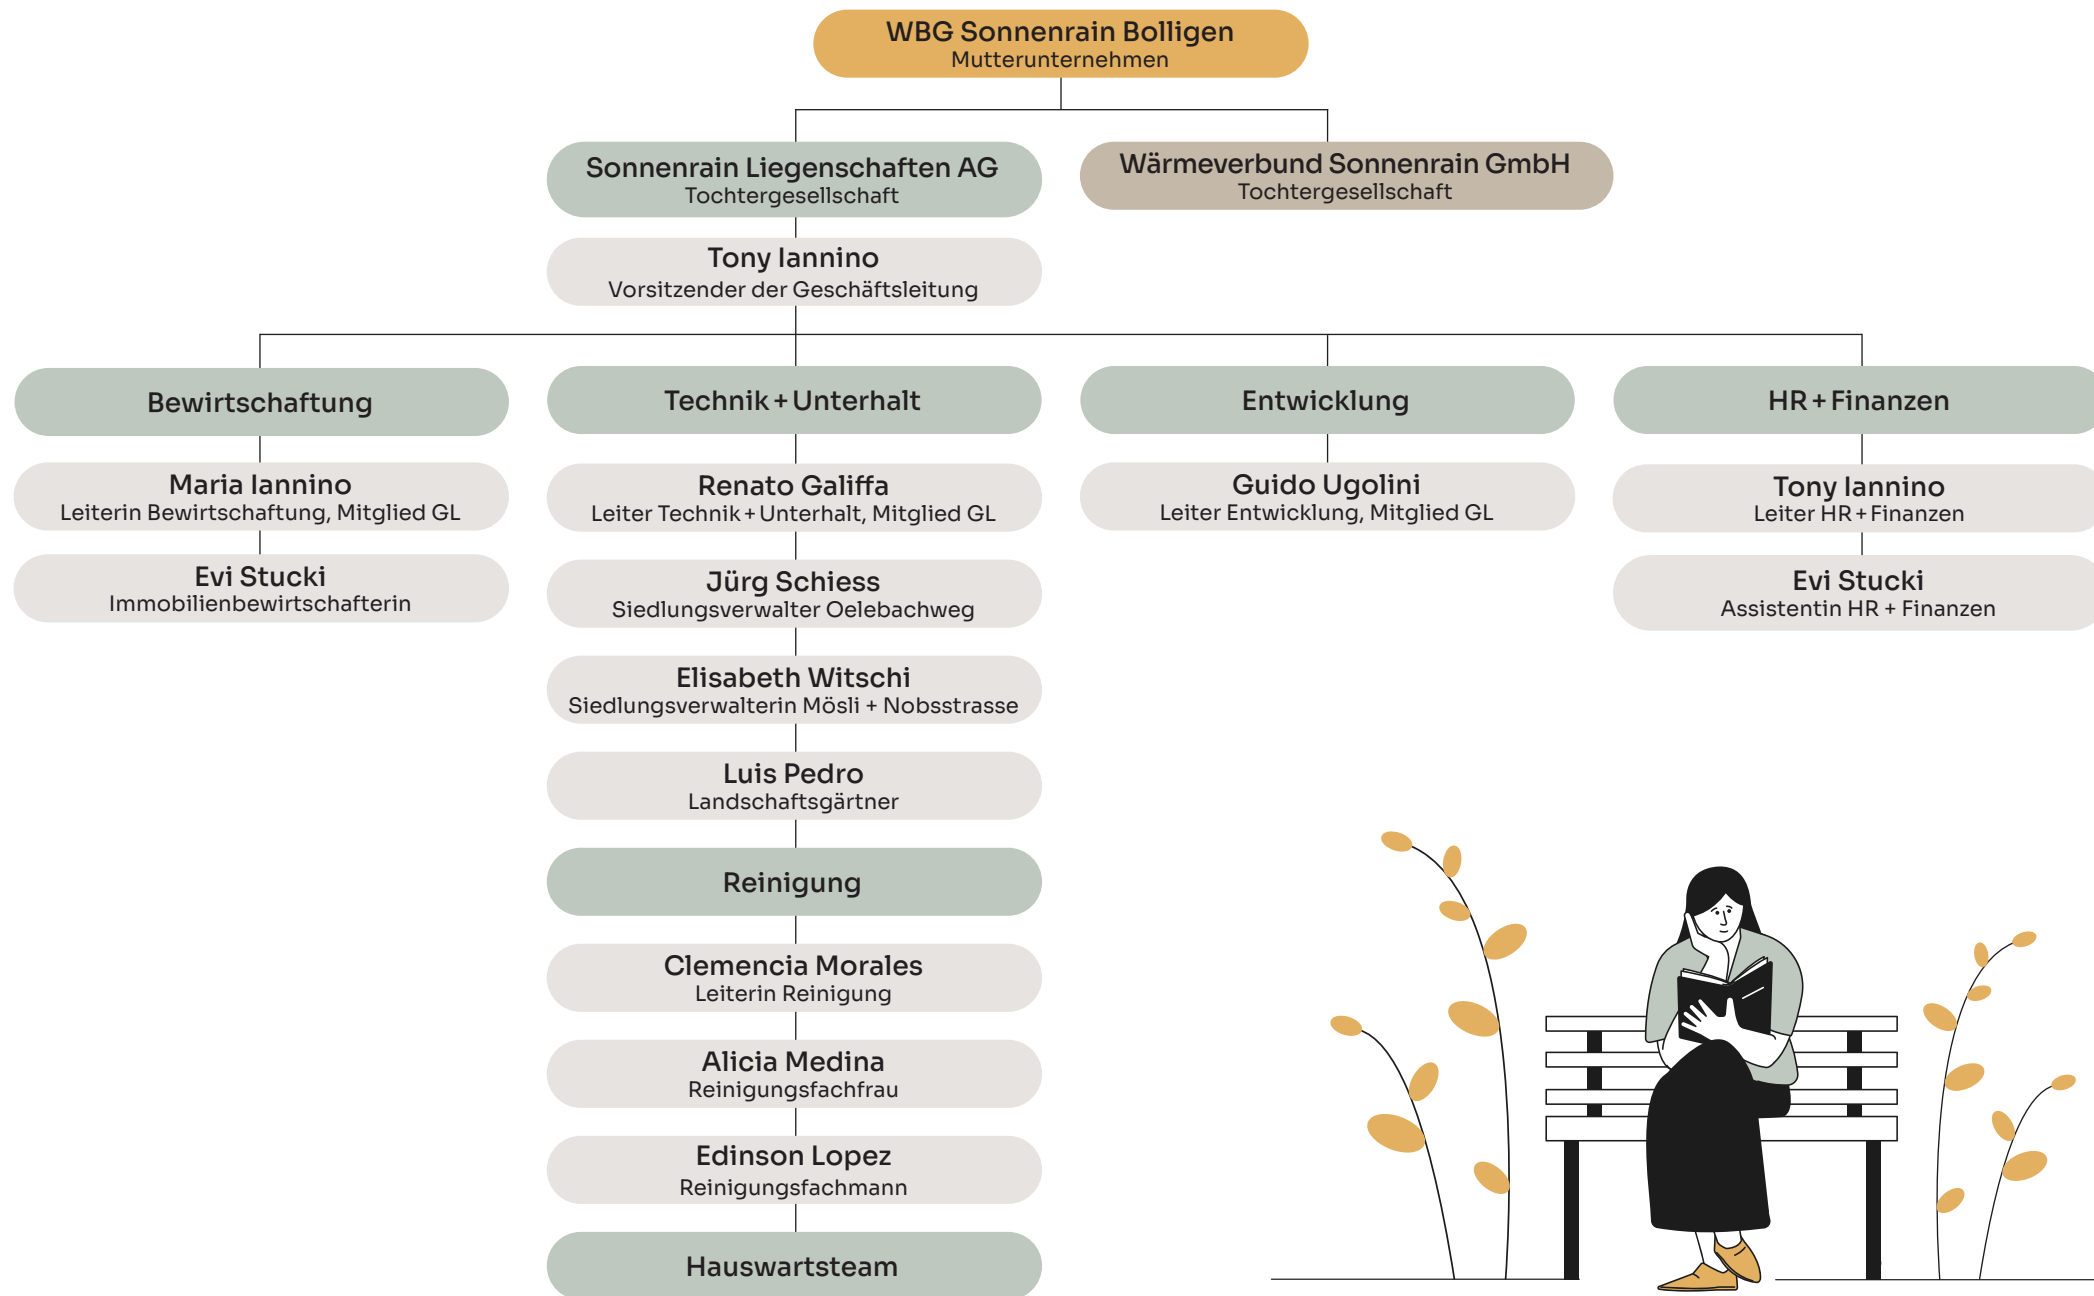 WBG Sonnenrain Bolligen
Mutterunternehmen
Sonnenrain Liegenschaften AG
Tochtergesellschaft
Wärmeverbund Sonnenrain GmbH
Tochtergesellschaft
Tony Iannino
Vorsitzender der Geschäftsleitung
Bewirtschaftung
Maria Iannino
Leiterin Bewirtschaftung, Mitglied GL
Evi Stucki
Immobilienbewirtschafterin
Technik + Unterhalt
Renato Galiffa
Leiter Technik + Unterhalt, Mitglied GL
Jürg Schiess
Siedlungsverwalter Oelebachweg
Elisabeth Witschi
Siedlungsverwalterin Mösli + Nobsstrasse
Luis Pedro
Landschaftsgärtner
Reinigung
Clemencia Morales
Leiterin Reinigung
Alicia Medina
Reinigungsfachfrau
Edinson Lopez
Reinigungsfachmann
Hauswartsteam
Entwicklung
Guido Ugolini
Leiter Entwicklung, Mitglied GL
HR + Finanzen
Tony Iannino
Leiter HR + Finanzen
Evi Stucki
Assistentin HR + Finanzen